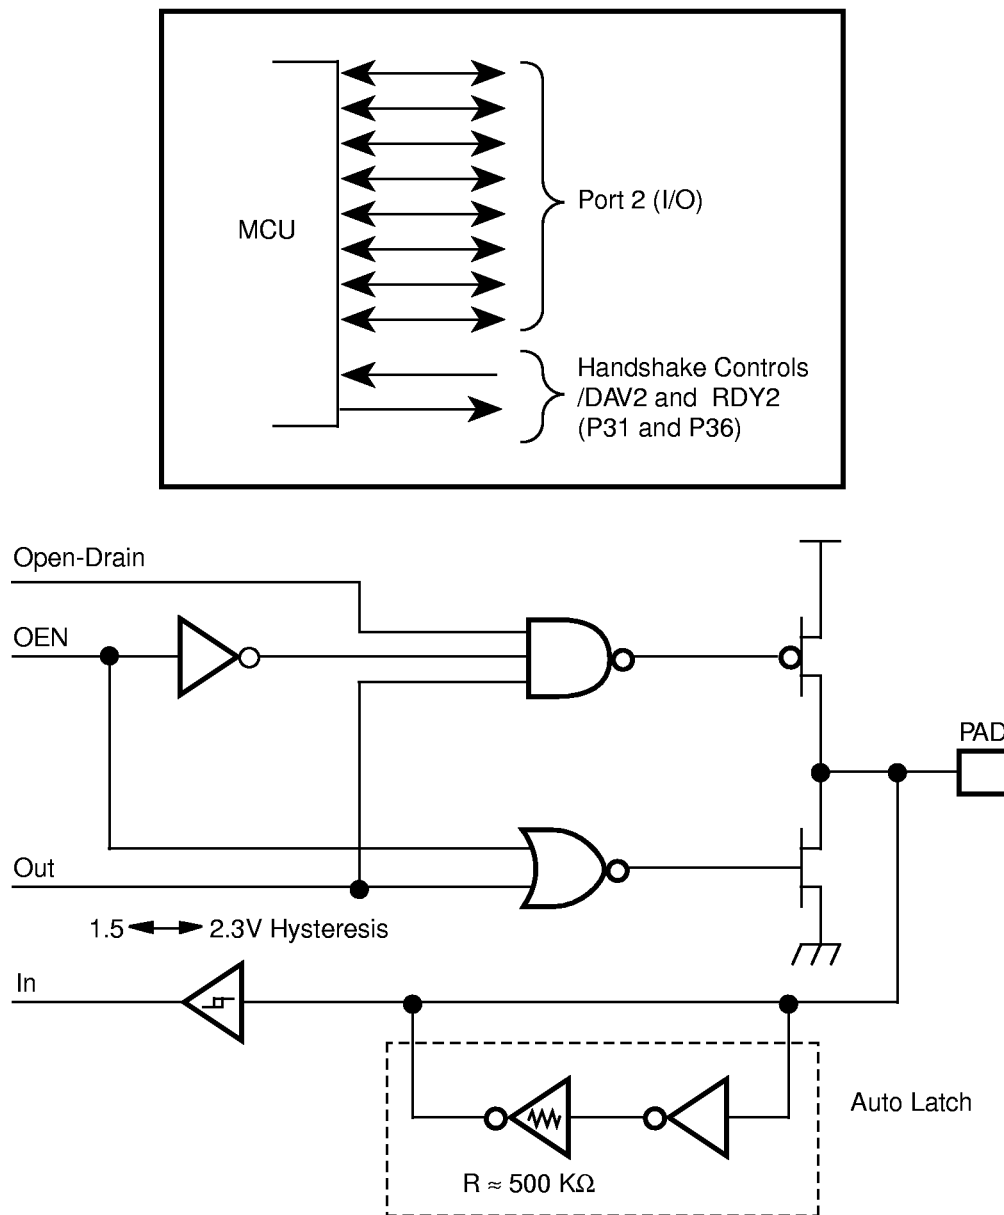 MCU
Port 2 (I/O)
Handshake Controls
/DAV2 and RDY2
(P31 and P36)
Open-Drain
OEN
PAD
Out
1.5 2.3V Hysteresis
In
Auto Latch
R ≈ 500 KΩ